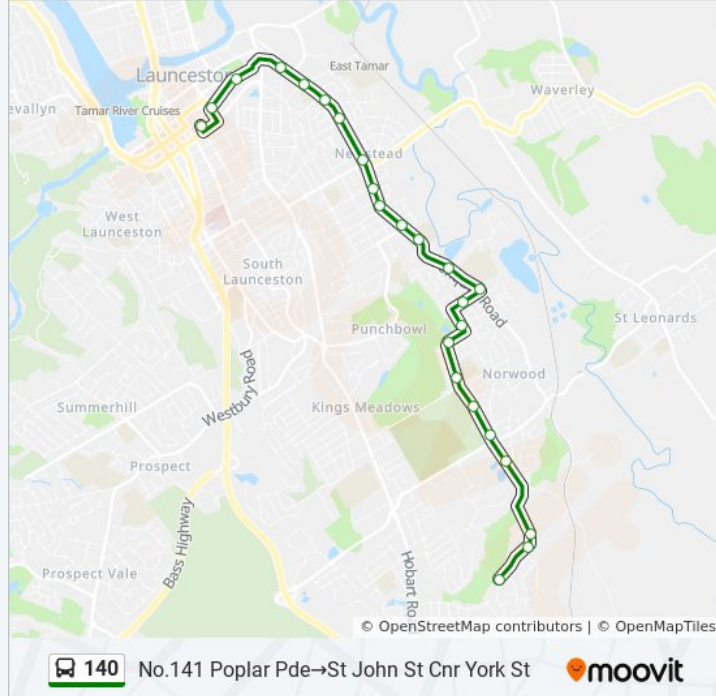 Launceston
East Tamar
Waverley
evallyn
Tamar River Cruises
Newstead
West
Launceston
South
Launceston
Road
St Leonards
Punchbowl
Norwood
Westbury Road
Summerhill
Kings Meadows
Prospect
Bass Highway
Prospect Vale
Hobart Ro
© OpenStreetMap contributors | © OpenMapTiles
140 No.141 Poplar Pde→St John St Cnr York St moovit